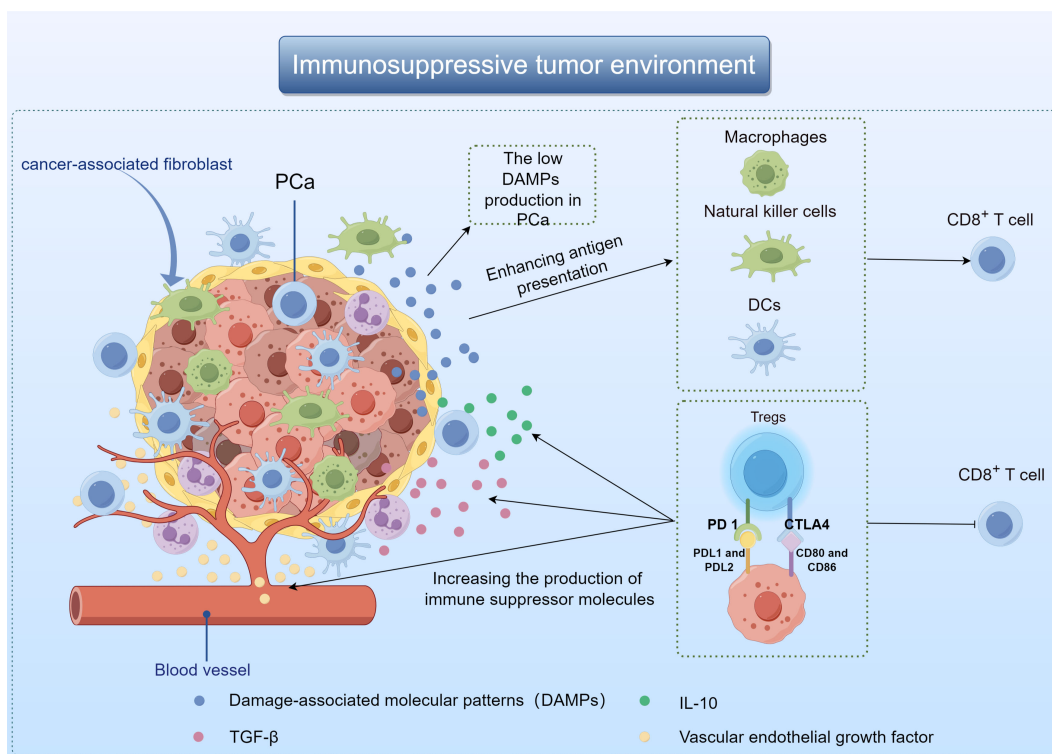 Immunosuppressive tumor environment
cancer-associated fibroblast
PCa
The low
DAMPs
production in
PCa
Enhancing antigen
presentation
Macrophages
Natural killer cells
DCs
CD8⁺ T cell
Tregs
PD 1
CTLA4
PDL1 and
PDL2
CD80 and
CD86
CD8⁺ T cell
Increasing the production of
immune suppressor molecules
Blood vessel
Damage-associated molecular patterns（DAMPs）
IL-10
TGF-β
Vascular endothelial growth factor